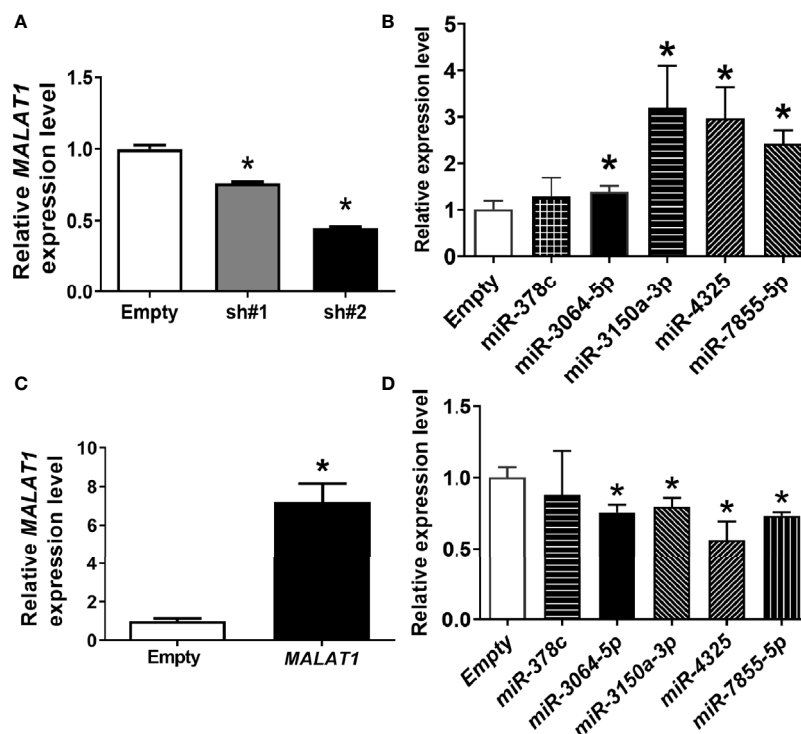 A
Relative MALAT1
expression level
1.5
1.0
0.5
0.0
*
*
Empty
sh#1
sh#2
B
Relative expression level
5
4
3
2
1
0
*
*
*
*
Empty
miR-378c
miR-3064-5p
miR-3150a-3p
miR-4325
miR-7855-5p
C
Relative MALAT1
expression level
10
8
6
4
2
0
*
Empty
MALAT1
D
Relative expression level
1.5
1.0
0.5
0.0
*
*
*
*
Empty
miR-378c
miR-3064-5p
miR-3150a-3p
miR-4325
miR-7855-5p